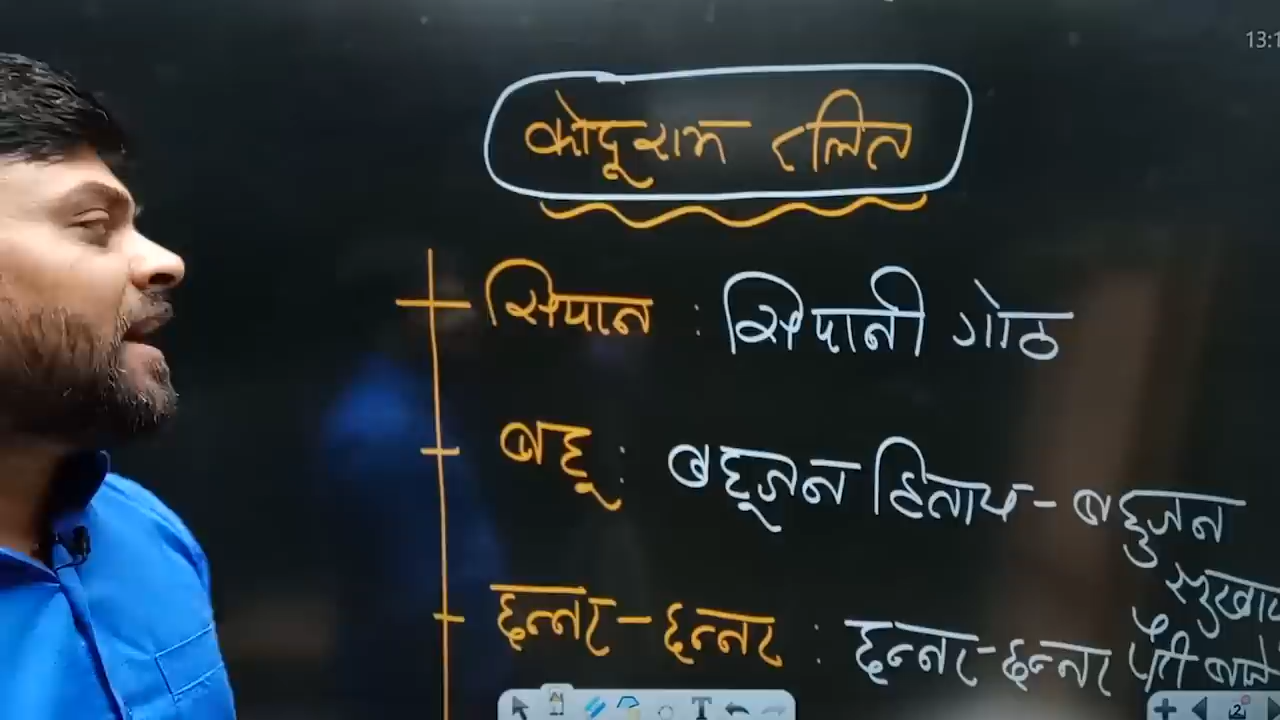 13:1
कोदूराम दलित
सियान : सियानी गोठ
बहू : बहूजन हिताय - बहुजन
सुखाय
छन्नर - छन्नर : छन्नर - छन्नर पैरी बाजे
T